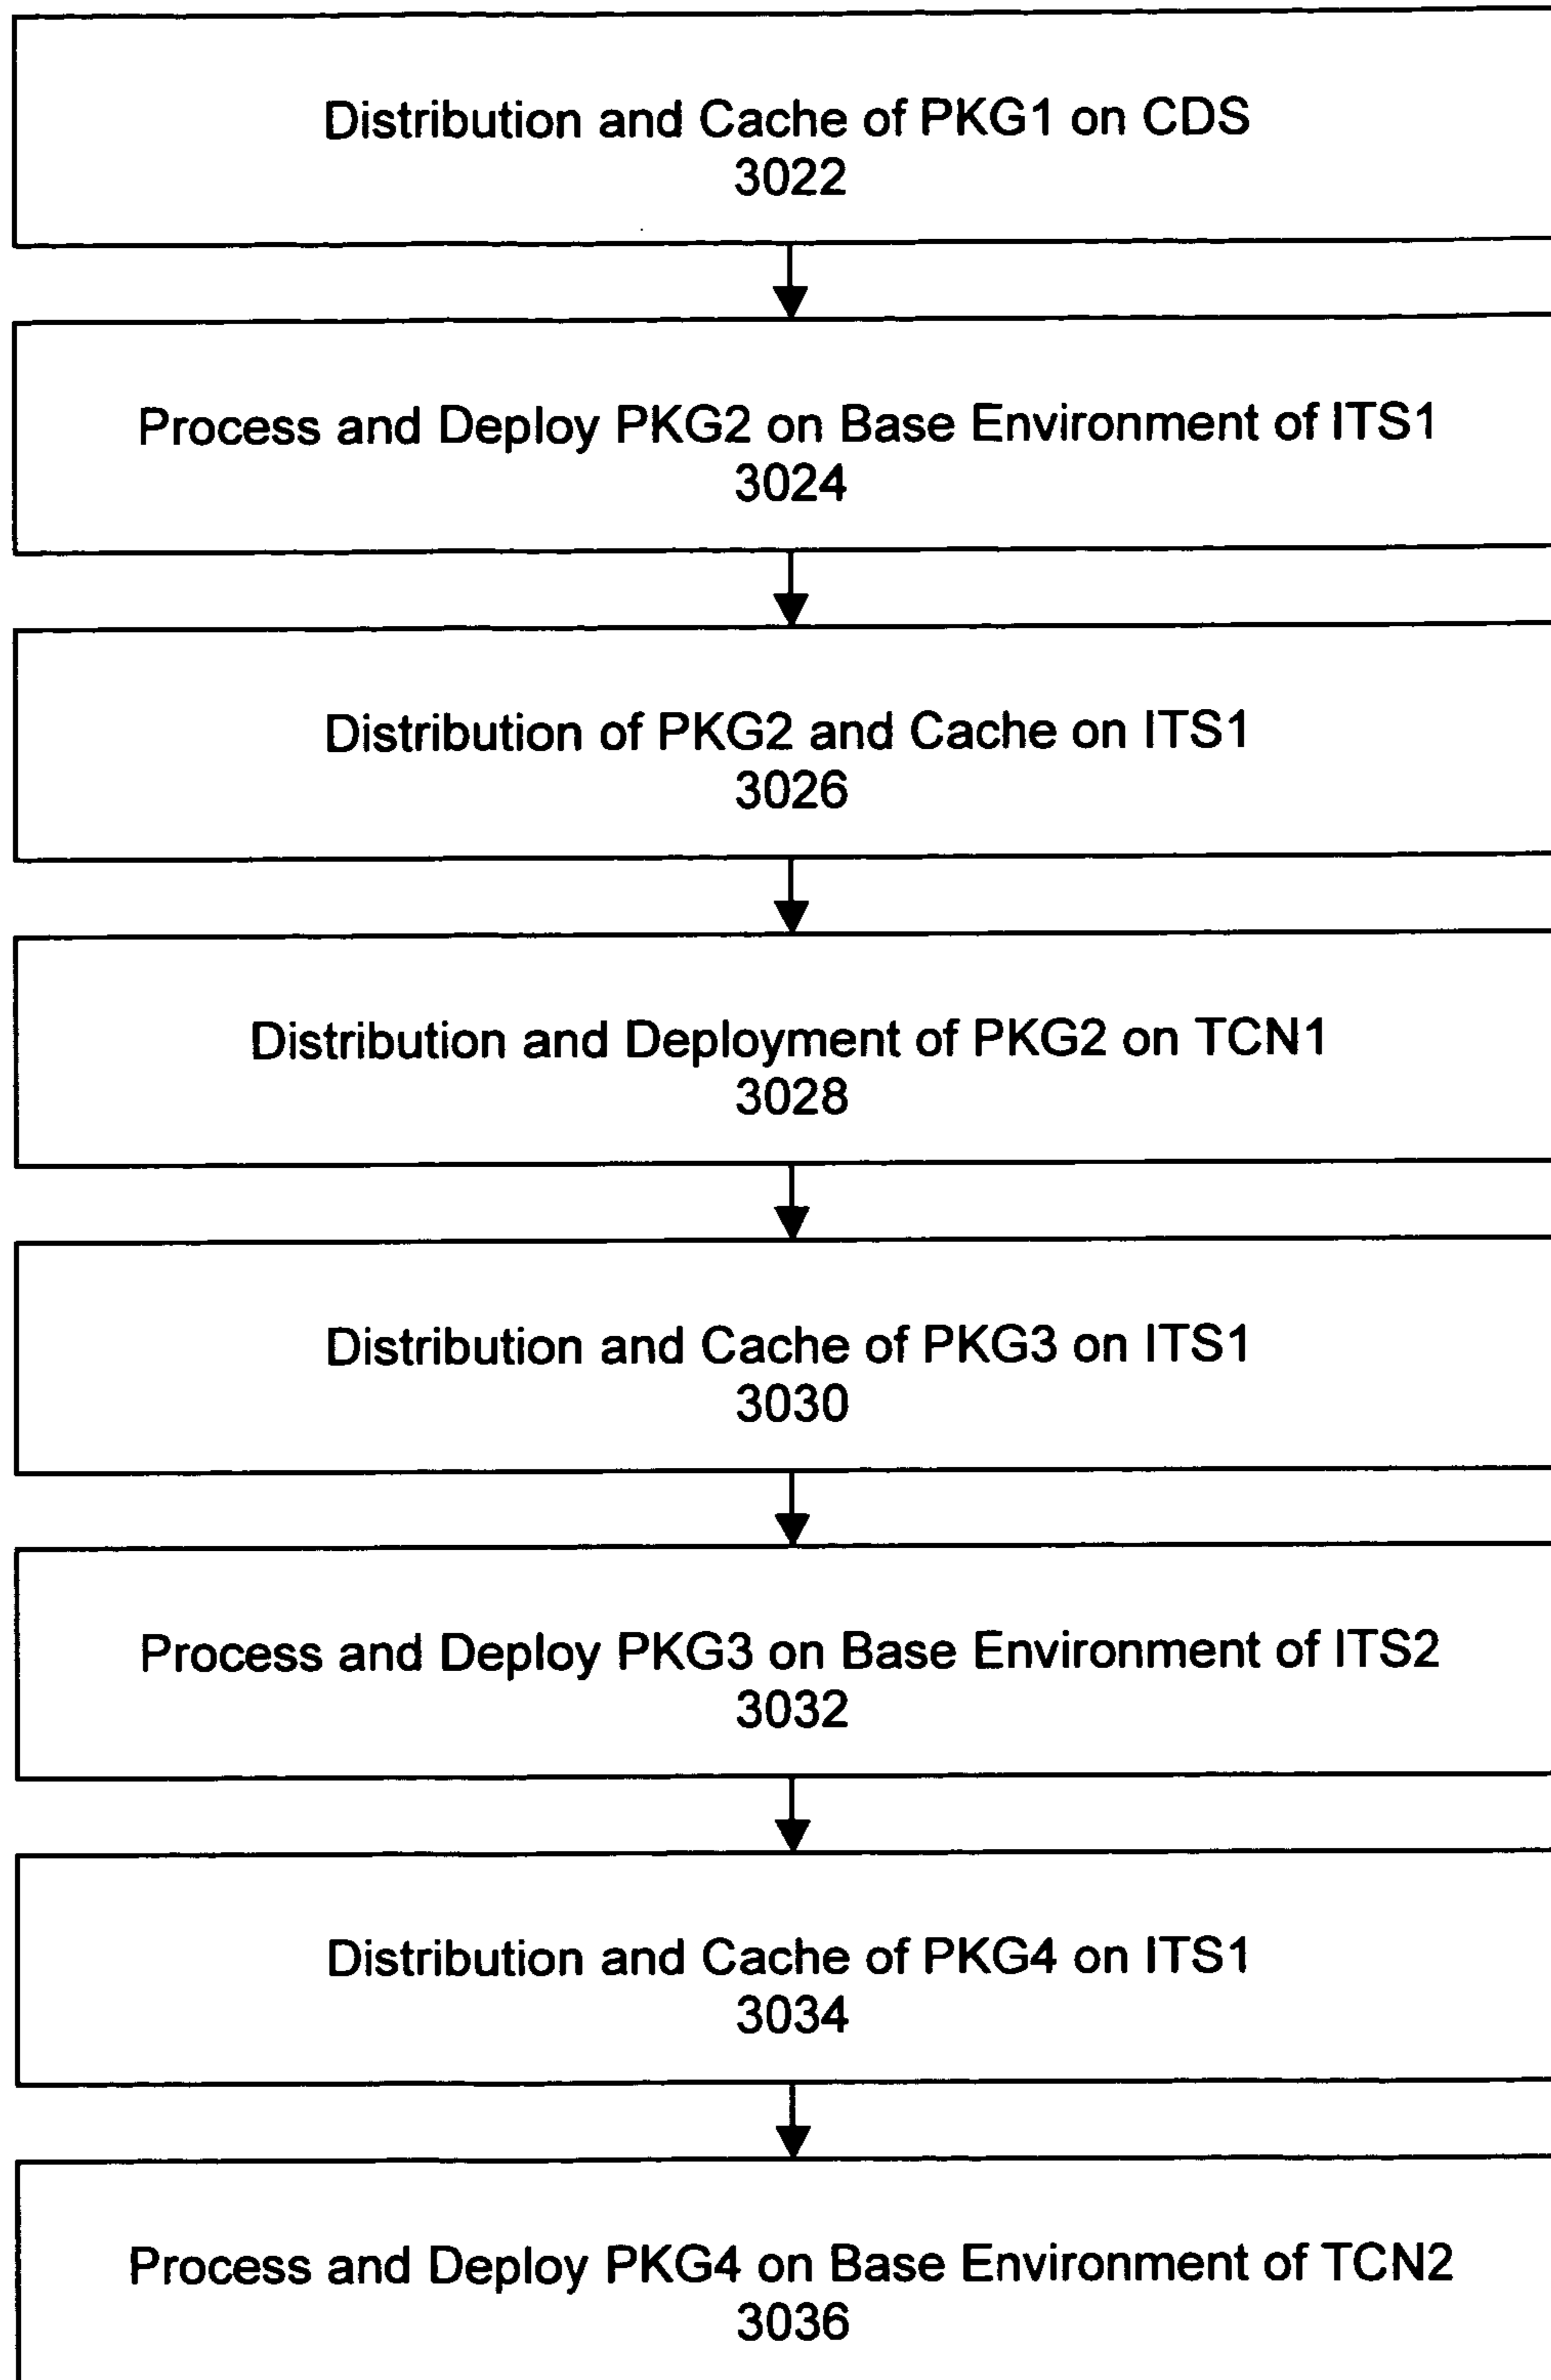 Distribution and Cache of PKG1 on CDS
3022
Process and Deploy PKG2 on Base Environment of ITS1
3024
Distribution of PKG2 and Cache on ITS1
3026
Distribution and Deployment of PKG2 on TCN1
3028
Distribution and Cache of PKG3 on ITS1
3030
Process and Deploy PKG3 on Base Environment of ITS2
3032
Distribution and Cache of PKG4 on ITS1
3034
Process and Deploy PKG4 on Base Environment of TCN2
3036